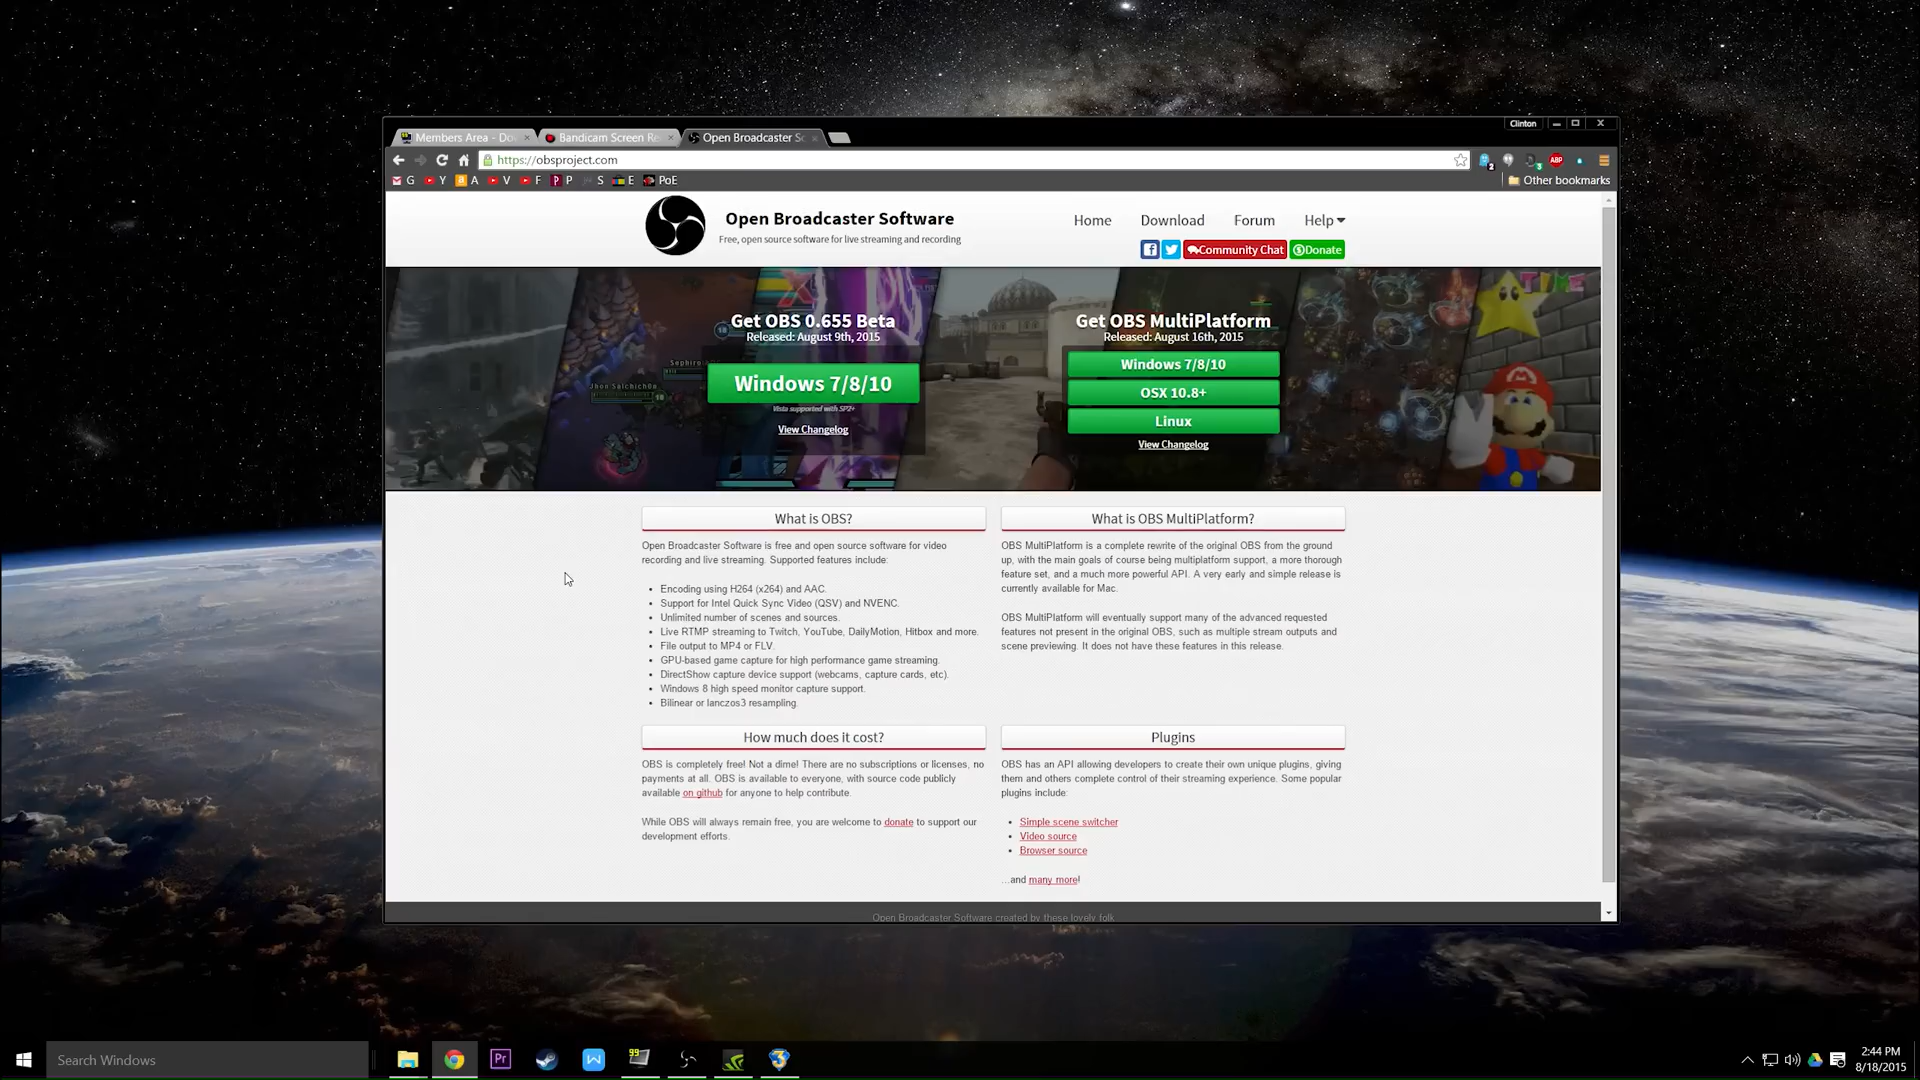 Clinton
Members Area - Do
Bandicam Screen Re
Open Broadcaster So
https://obsproject.com
G Y A V F P S E PoE
Other bookmarks
ABP
Open Broadcaster Software
Free, open source software for live streaming and recording
Home Download Forum Help
Community Chat Donate
Get OBS 0.655 Beta
Released: August 9th, 2015
Windows 7/8/10
Vista supported with SP2+
View Changelog
Get OBS MultiPlatform
Released: August 16th, 2015
Windows 7/8/10
OSX 10.8+
Linux
View Changelog
TIME
What is OBS?
Open Broadcaster Software is free and open source software for video
recording and live streaming. Supported features include:
• Encoding using H264 (x264) and AAC.
• Support for Intel Quick Sync Video (QSV) and NVENC.
• Unlimited number of scenes and sources.
• Live RTMP streaming to Twitch, YouTube, DailyMotion, Hitbox and more.
• File output to MP4 or FLV.
• GPU-based game capture for high performance game streaming.
• DirectShow capture device support (webcams, capture cards, etc).
• Windows 8 high speed monitor capture support.
• Bilinear or lanczos3 resampling.
What is OBS MultiPlatform?
OBS MultiPlatform is a complete rewrite of the original OBS from the ground
up, with the main goals of course being multiplatform support, a more thorough
feature set, and a much more powerful API. A very early and simple release is
currently available for Mac.
OBS MultiPlatform will eventually support many of the advanced requested
features not present in the original OBS, such as multiple stream outputs and
scene previewing. It does not have these features in this release.
How much does it cost?
OBS is completely free! Not a dime! There are no subscriptions or licenses, no
payments at all. OBS is available to everyone, with source code publicly
available on github for anyone to help contribute.
While OBS will always remain free, you are welcome to donate to support our
development efforts.
Plugins
OBS has an API allowing developers to create their own unique plugins, giving
them and others complete control of their streaming experience. Some popular
plugins include:
• Simple scene switcher
• Video source
• Browser source
...and many more!
Open Broadcaster Software created by these lovely folk
Search Windows
Pr
99
2:44 PM
8/18/2015